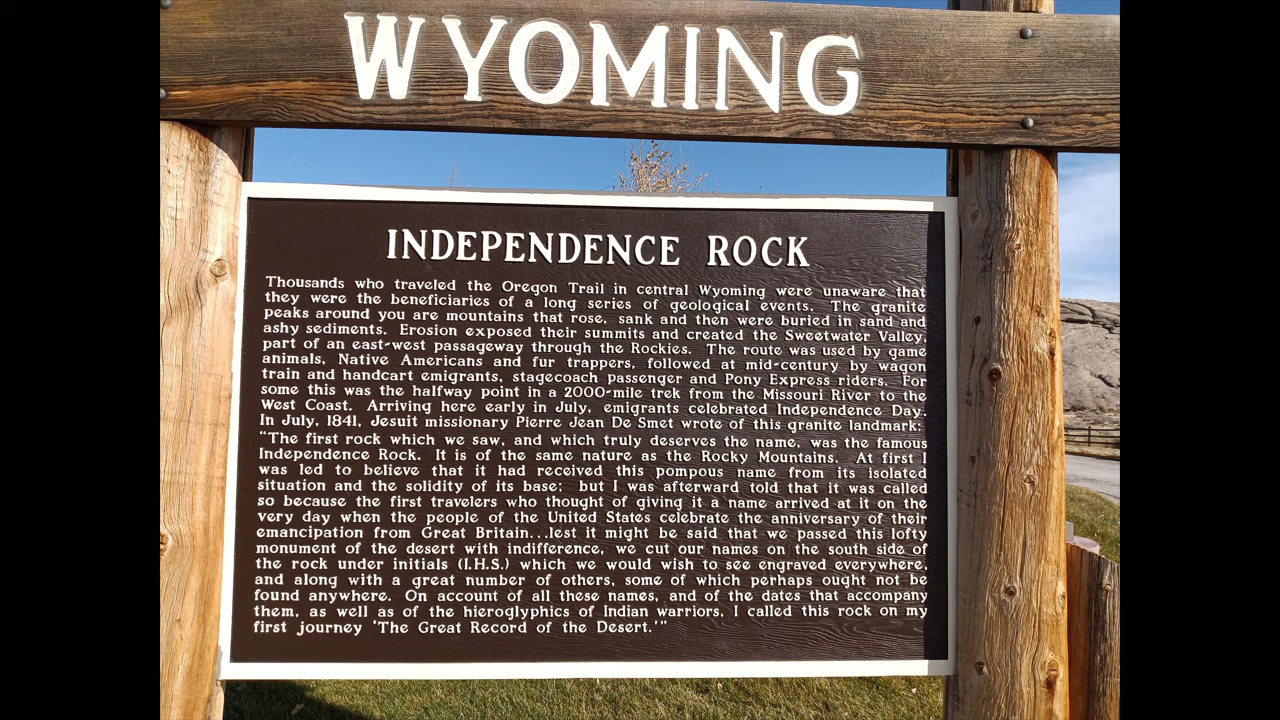 WYOMING
INDEPENDENCE ROCK
Thousands who traveled the Oregon Trail in central Wyoming were unaware that
they were the beneficiaries of a long series of geological events. The granite
peaks around you are mountains that rose, sank and then were buried in sand and
ashy sediments. Erosion exposed their summits and created the Sweetwater Valley,
part of an east-west passageway through the Rockies. The route was used by game
animals, Native Americans and fur trappers, followed at mid-century by wagon
train and handcart emigrants, stagecoach passenger and Pony Express riders. For
some this was the halfway point in a 2000-mile trek from the Missouri River to the
West Coast. Arriving here early in July, emigrants celebrated Independence Day.
In July, 1841, Jesuit missionary Pierre Jean De Smet wrote of this granite landmark:
"The first rock which we saw, and which truly deserves the name, was the famous
Independence Rock. It is of the same nature as the Rocky Mountains. At first I
was led to believe that it had received this pompous name from its isolated
situation and the solidity of its base; but I was afterward told that it was called
so because the first travelers who thought of giving it a name arrived at it on the
very day when the people of the United States celebrate the anniversary of their
emancipation from Great Britain...lest it might be said that we passed this lofty
monument of the desert with indifference, we cut our names on the south side of
the rock under initials (I.H.S.) which we would wish to see engraved everywhere,
and along with a great number of others, some of which perhaps ought not be
found anywhere. On account of all these names, and of the dates that accompany
them, as well as of the hieroglyphics of Indian warriors, I called this rock on my
first journey 'The Great Record of the Desert.'"